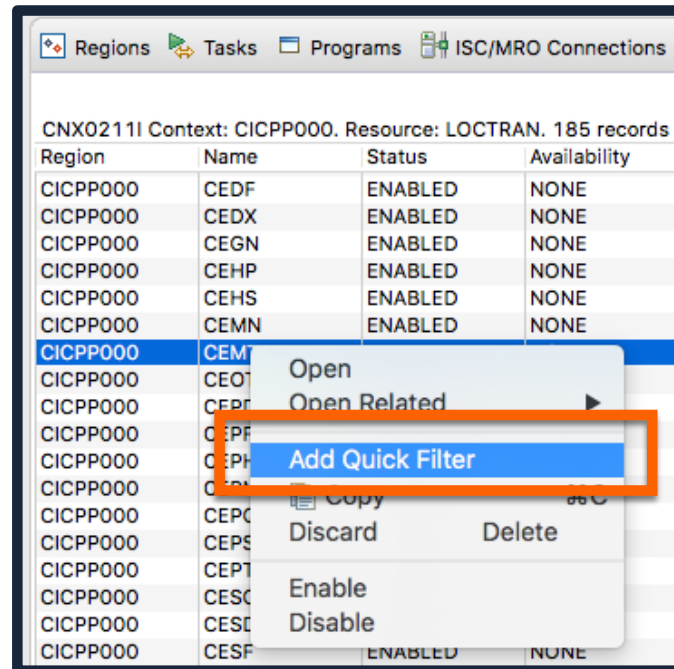 Regions Tasks Programs ISC/MRO Connections
CNX0211I Context: CICPP000. Resource: LOCTRAN. 185 records
Region Name Status Availability
CICPP000 CEDF ENABLED NONE
CICPP000 CEDX ENABLED NONE
CICPP000 CEGN ENABLED NONE
CICPP000 CEHP ENABLED NONE
CICPP000 CEHS ENABLED NONE
CICPP000 CEMN ENABLED NONE
CICPP000
CICPP000
CICPP000
CICPP000
CICPP000
CICPP000
CICPP000
CICPP000
CICPP000
CICPP000
CICPP000
CICPP000 CESF ENABLED NONE
Open
Open Related
Add Quick Filter
Copy ⌘C
Discard Delete
Enable
Disable